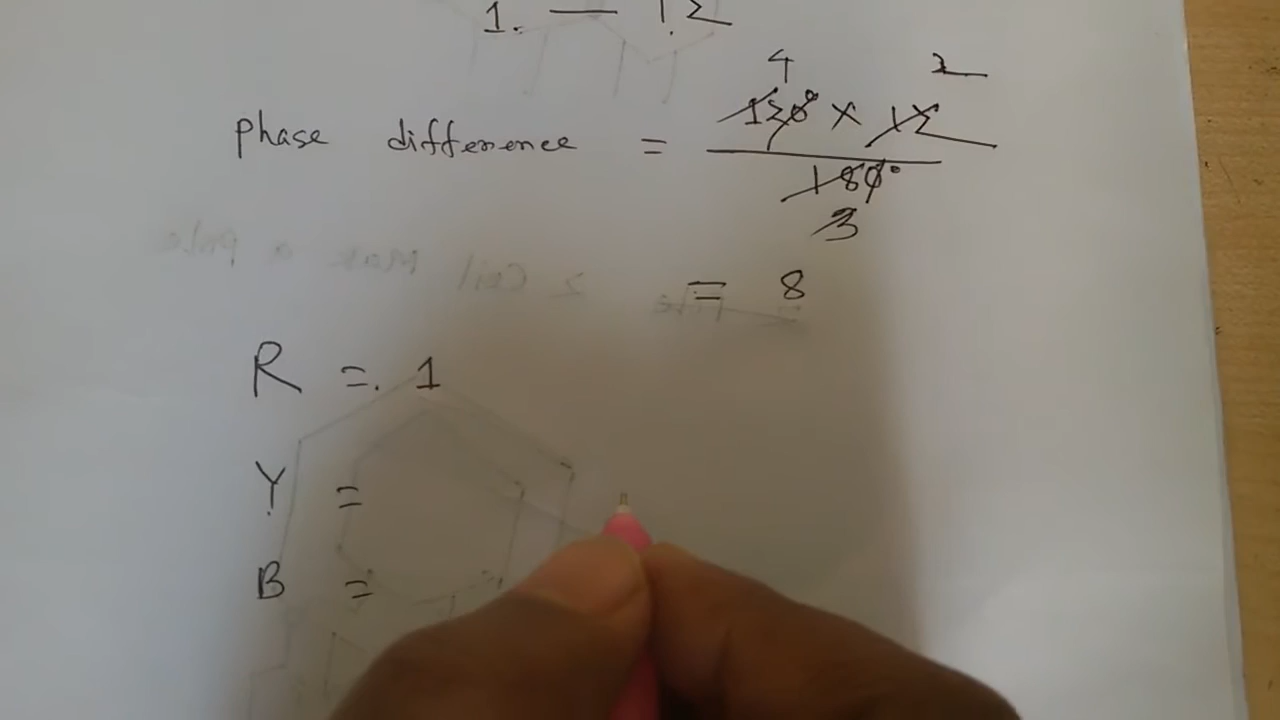 1. — 12
4 2
phase difference = 120° x 12
180°
3
= 8
R =. 1
Y =
B =